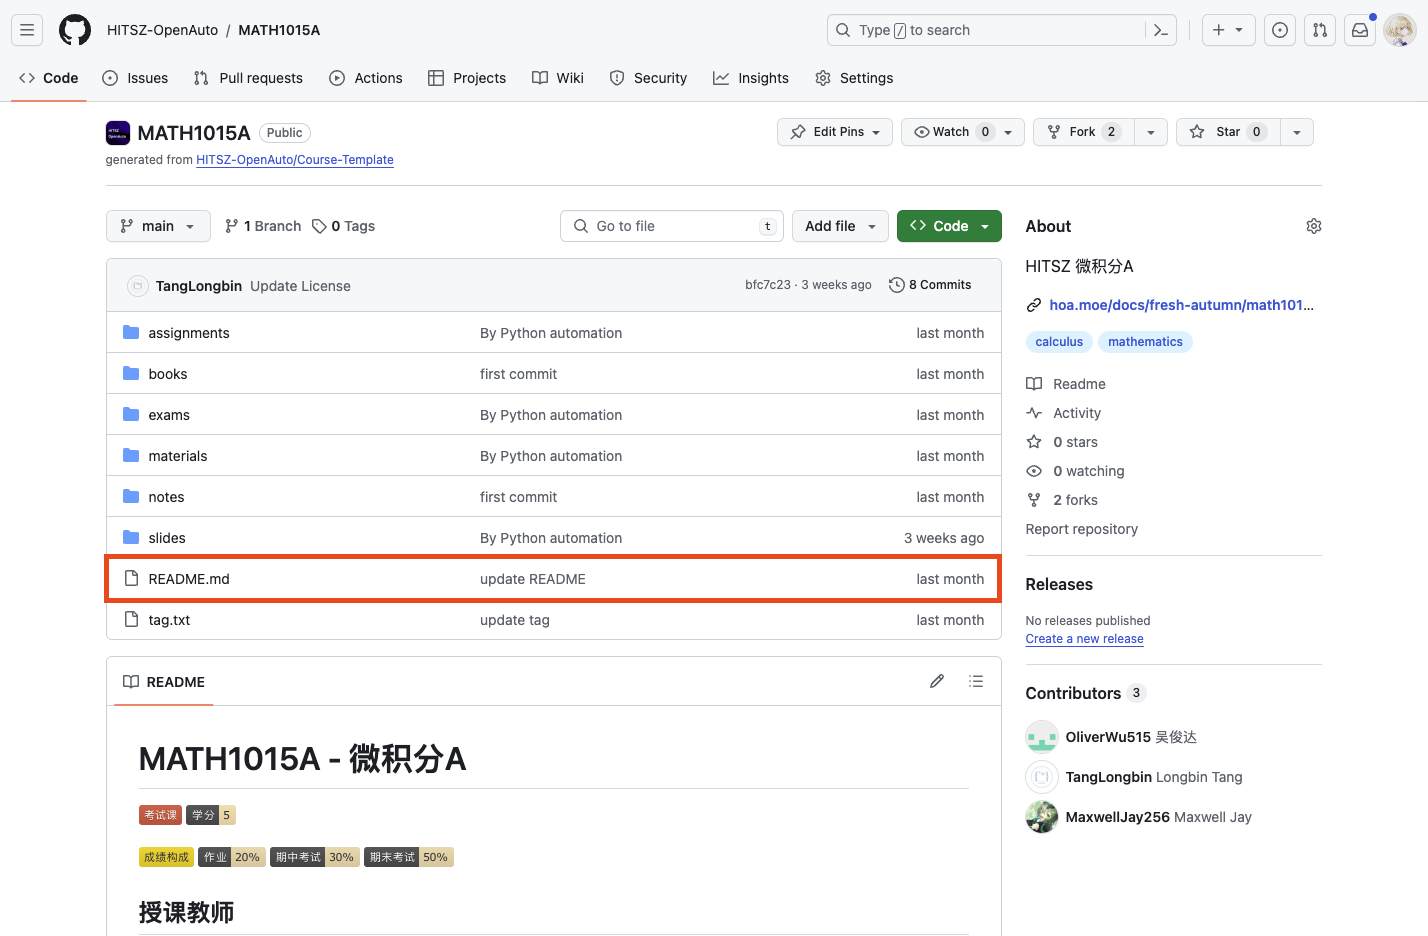 HITSZ-OpenAuto / MATH1015A
Type / to search
Code Issues Pull requests Actions Projects Wiki Security Insights Settings
MATH1015A Public
Edit Pins Watch 0 Fork 2 Star 0
generated from HITSZ-OpenAuto/Course-Template
main 1 Branch 0 Tags Go to file t Add file Code
TangLongbin Update License bfc7c23 · 3 weeks ago 8 Commits
assignments By Python automation last month
books first commit last month
exams By Python automation last month
materials By Python automation last month
notes first commit last month
slides By Python automation 3 weeks ago
README.md update README last month
tag.txt update tag last month
README
MATH1015A - 微积分A
考试课 学分 5
成绩构成 作业 20% 期中考试 30% 期末考试 50%
授课教师
About
HITSZ 微积分A
hoa.moe/docs/fresh-autumn/math101...
calculus mathematics
Readme
Activity
0 stars
0 watching
2 forks
Report repository
Releases
No releases published
Create a new release
Contributors 3
OliverWu515 吴俊达
TangLongbin Longbin Tang
MaxwellJay256 Maxwell Jay